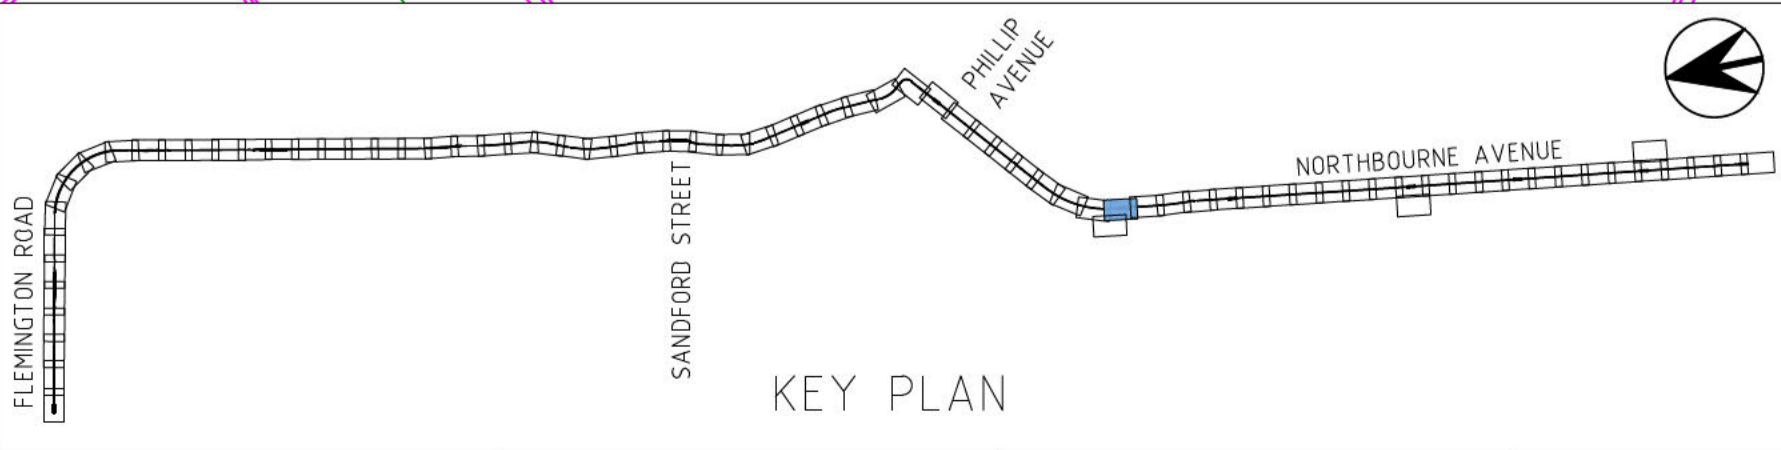 PHILLIP
AVENUE
NORTHBOURNE AVENUE
FLEMINGTON ROAD
SANDFORD STREET
KEY PLAN